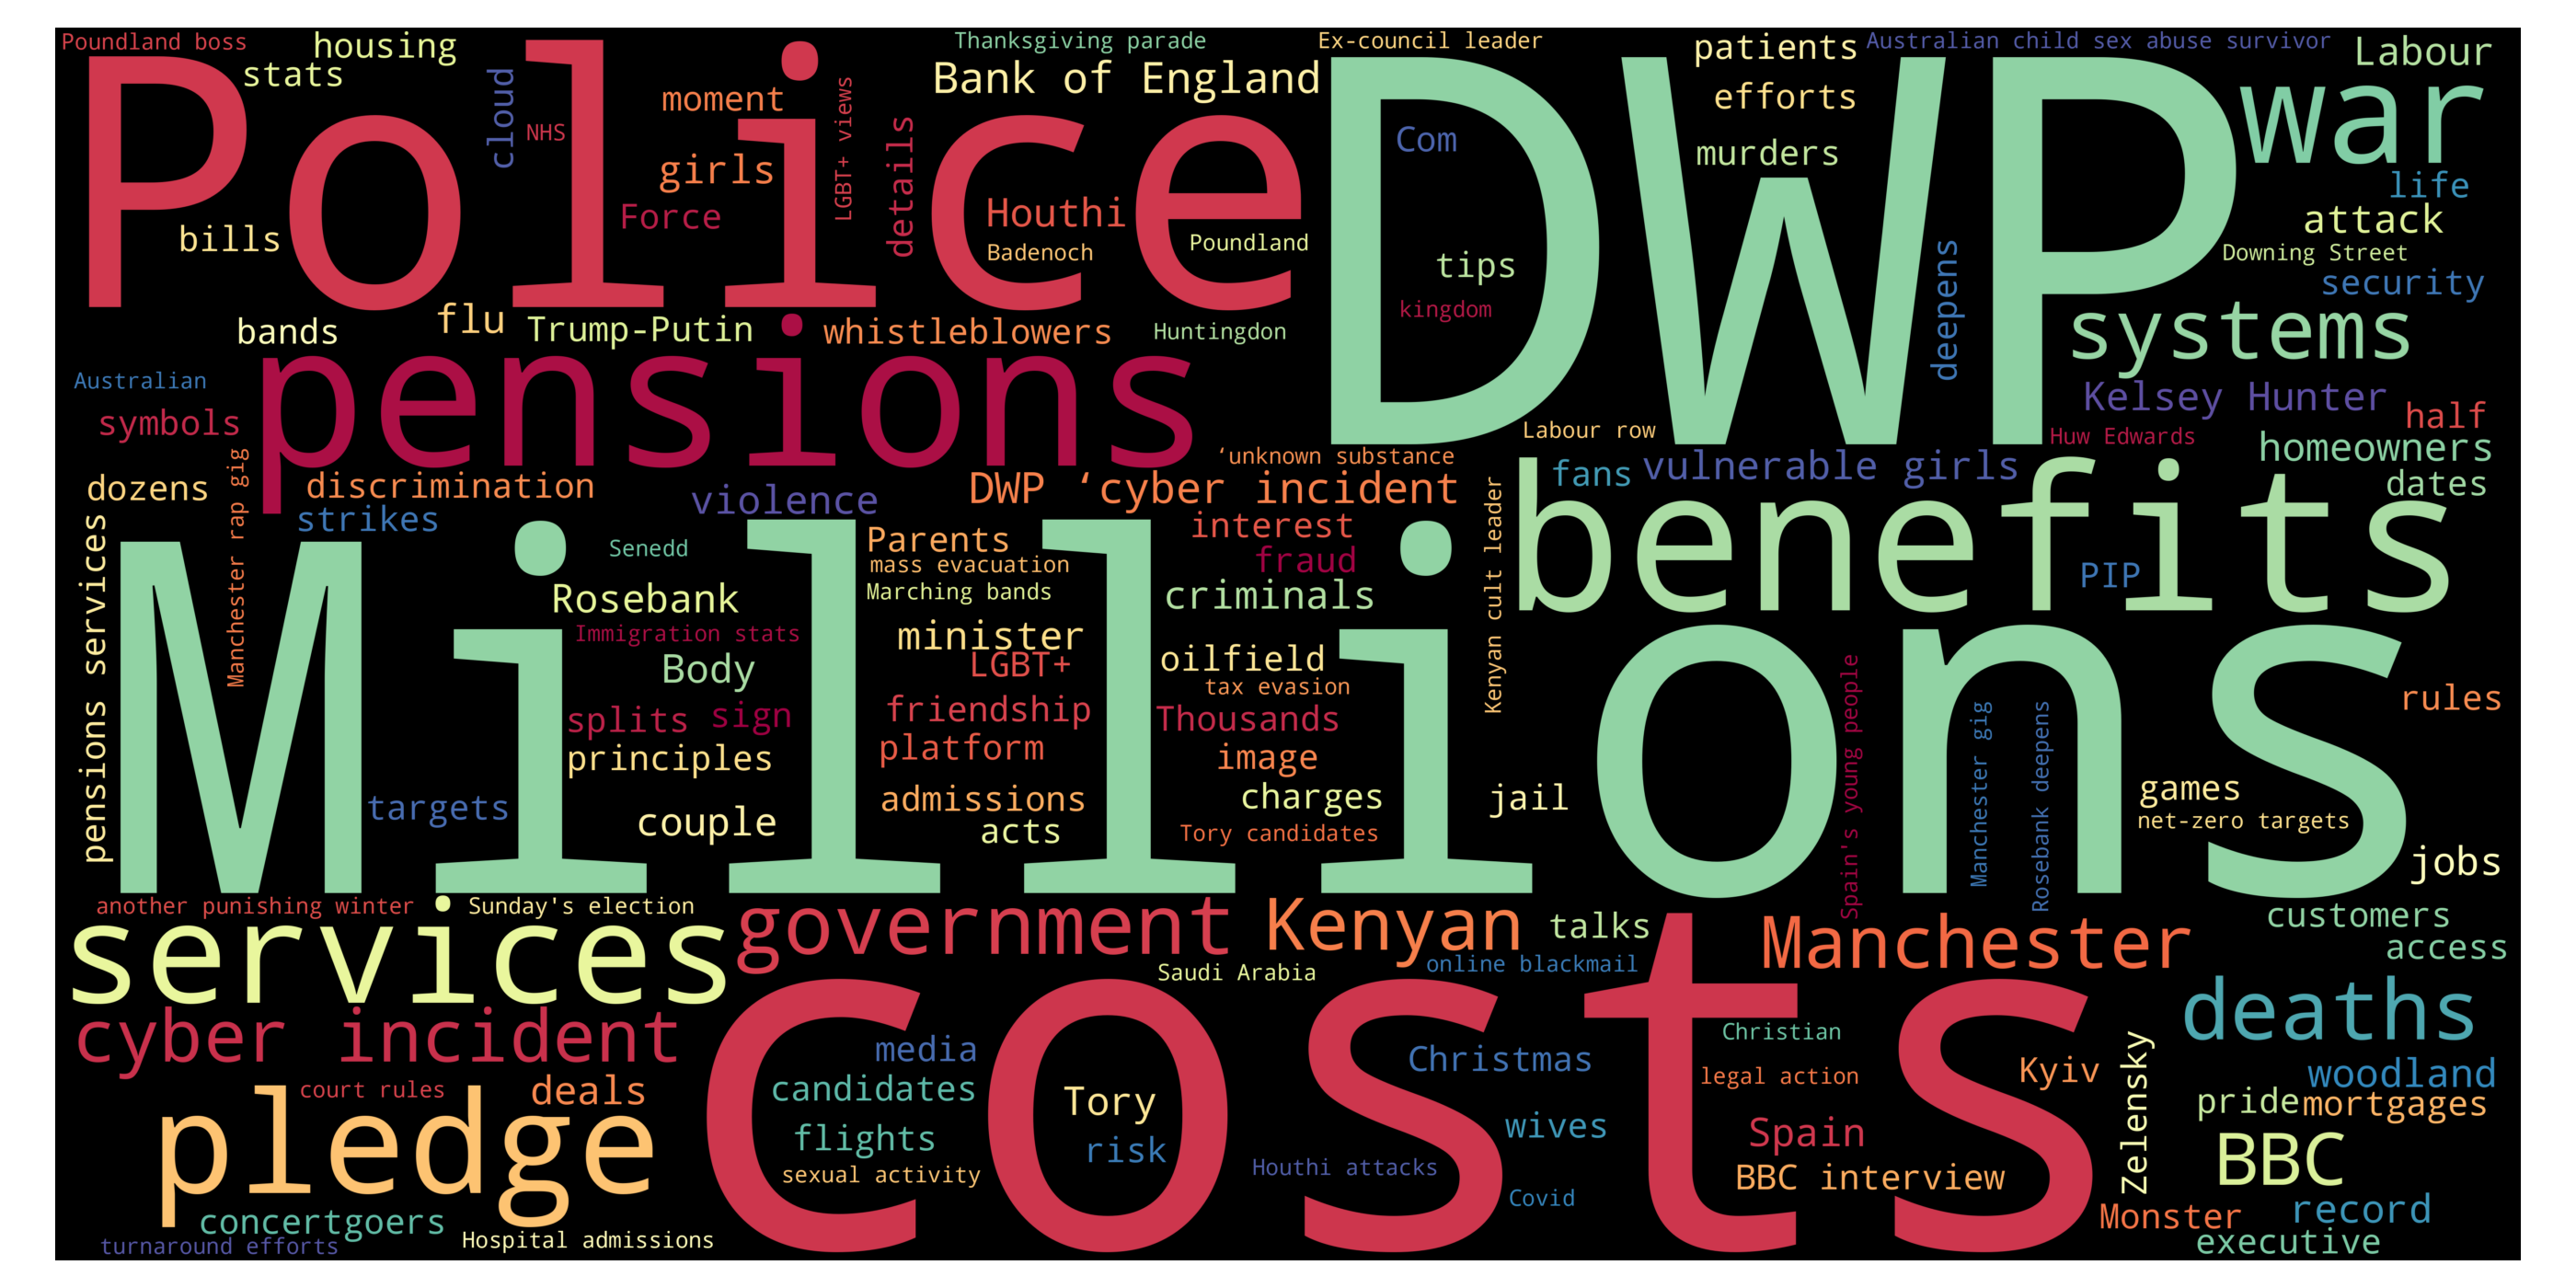 Poundland boss
housing
stats
Police
cloud
NHS
moment
girls
Force
LGBT+ views
details
Thanksgiving parade
Bank of England
Ex-council leader
Houthi
Badenoch
Poundland
bills
DWP
Com
tips
kingdom
patients
efforts
murders
Australian child sex abuse survivor
Labour
war
life
attack
Downing Street
security
deepens
systems
bands
flu
Trump-Putin
whistleblowers
Huntingdon
pensions
Australian
symbols
Kelsey Hunter
half
Labour row
Huw Edwards
homeowners
dates
dozens
Manchester rap gig
discrimination
strikes
violence
‘unknown substance
DWP ‘cyber incident
fans
vulnerable girls
benefits
PIP
interest
fraud
criminals
Kenyan cult leader
pensions services
Millions
Senedd
Parents
mass evacuation
Marching bands
Rosebank
Immigration stats
Body
minister
LGBT+
oilfield
tax evasion
splits
sign
friendship
Thousands
principles
platform
image
targets
couple
admissions
acts
charges
Tory candidates
jail
Spain's young people
Manchester gig
Rosebank deepens
rules
games
net-zero targets
jobs
another punishing winter
Sunday's election
services
government
Kenyan
talks
Manchester
customers
access
Saudi Arabia
online blackmail
costs
cyber incident
deaths
media
candidates
flights
sexual activity
Tory
risk
Christmas
wives
Houthi attacks
Covid
Christian
legal action
Spain
BBC interview
Kyiv
Zelensky
woodland
pride
mortgages
BBC
court rules
deals
pledge
concertgoers
turnaround efforts
Hospital admissions
Monster
record
executive